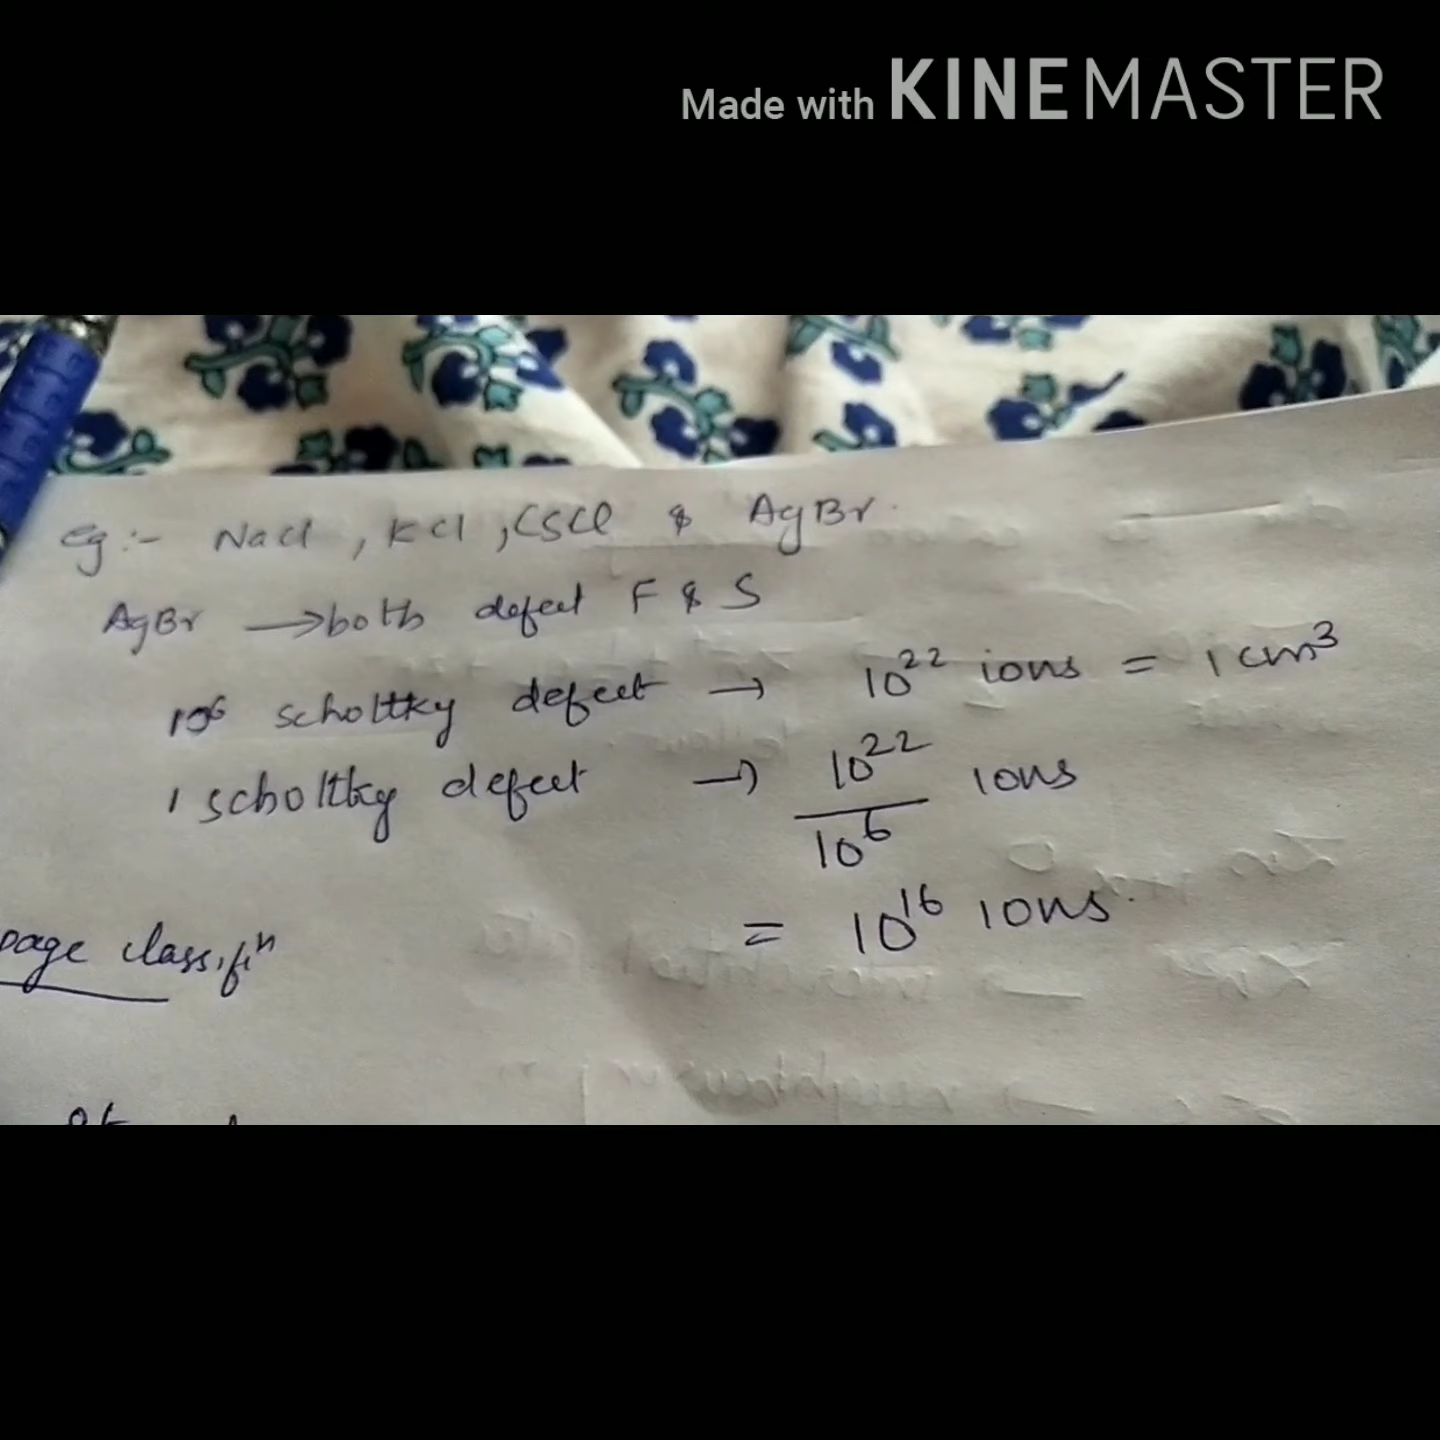 Made with KINEMASTER
eg:- Nacl, KCl, CSCl & AgBr.
AgBr → both defect F & S
10⁶ scholtky defect → 10²² ions = 1 cm³
1 scholtky defect → 10²²/10⁶ ions
= 10¹⁶ ions.
page classifⁿ